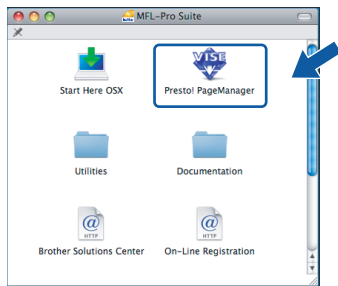 MFL-Pro Suite
VISE
Start Here OSX
Presto! PageManager
Utilities
Documentation
@
HTTP
@
HTTP
Brother Solutions Center
On-Line Registration